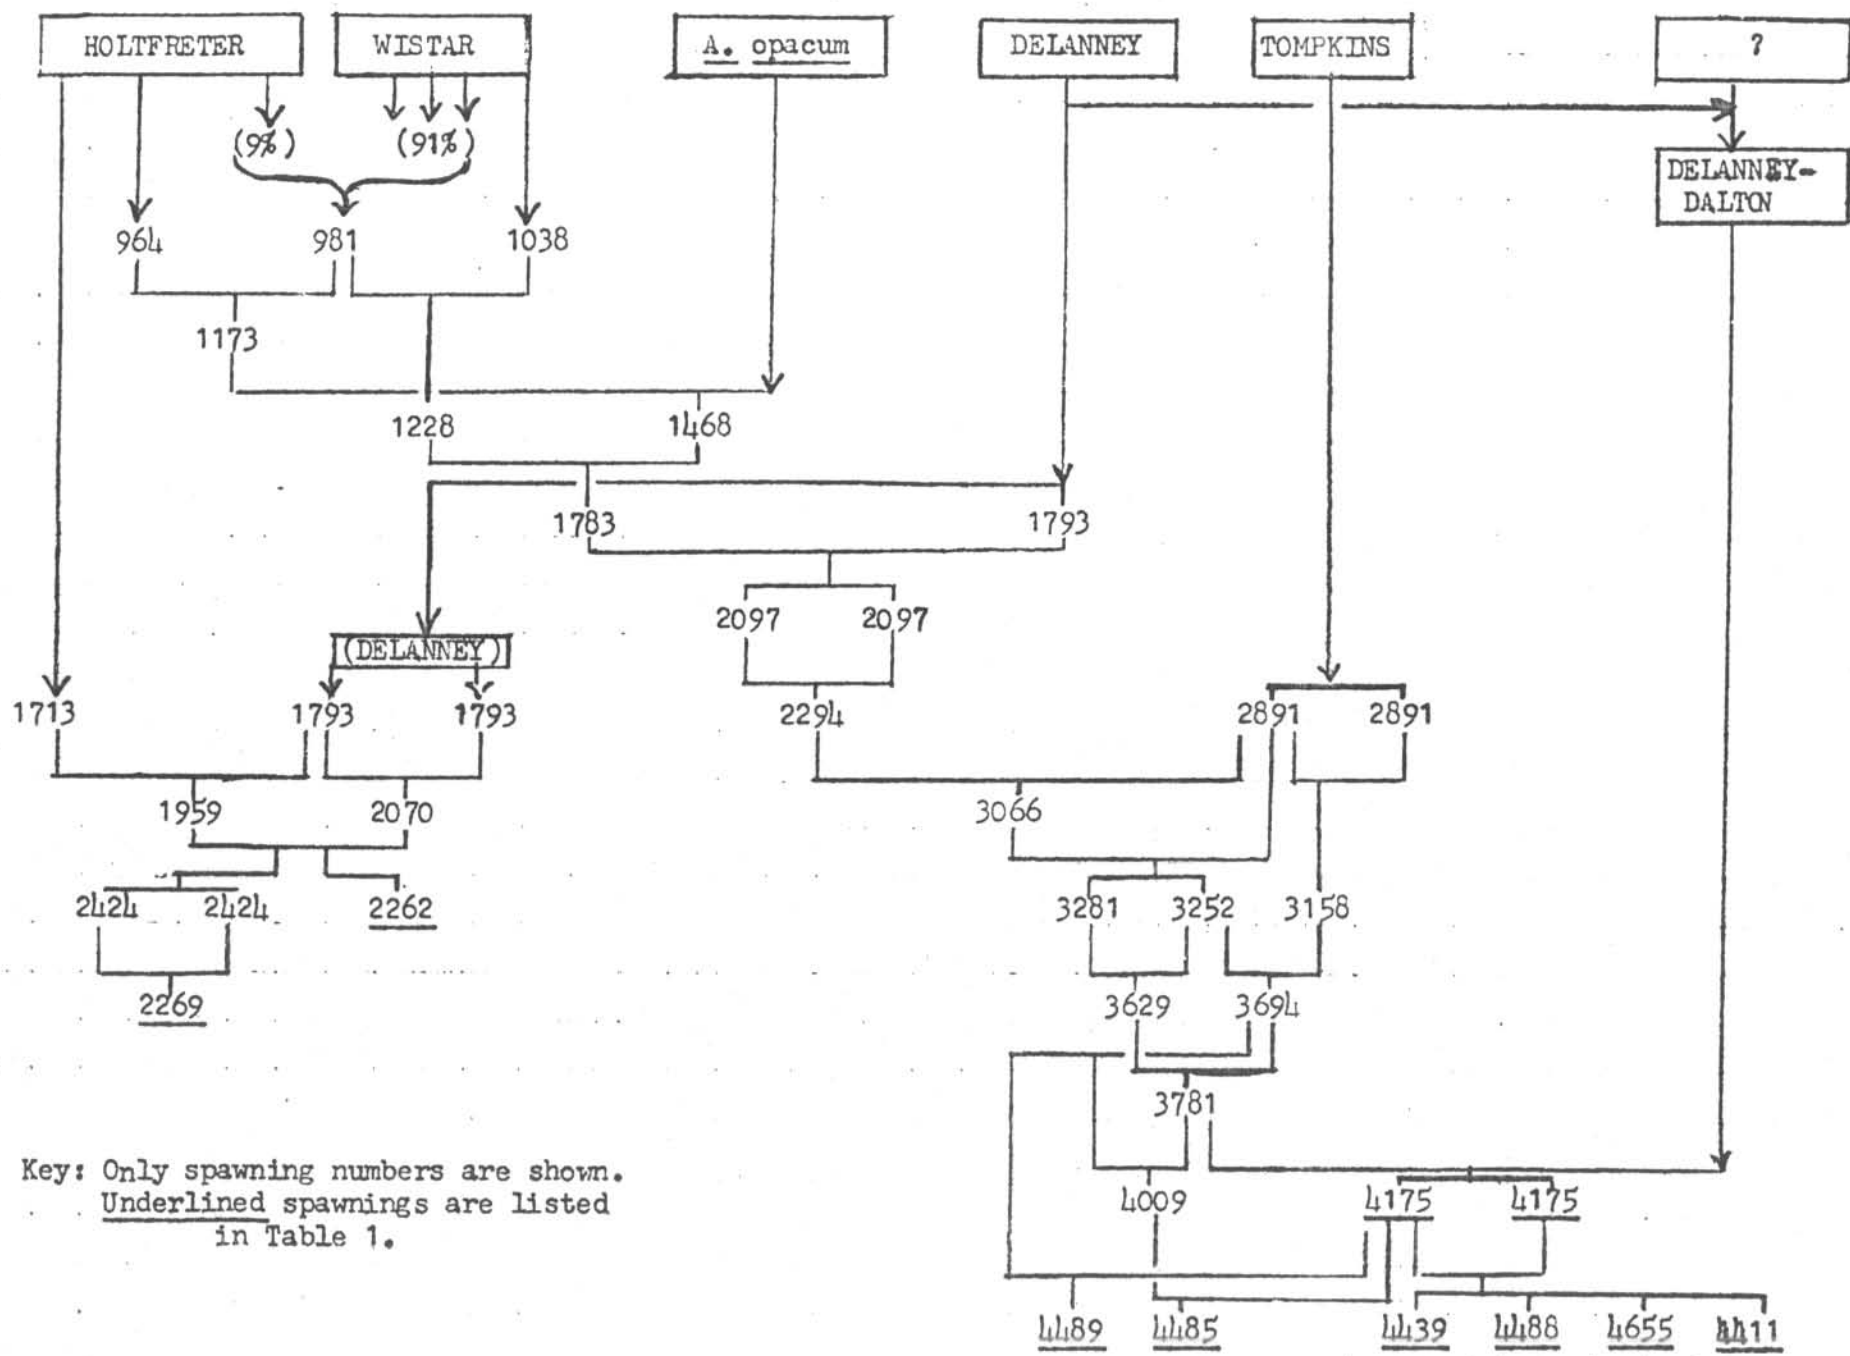 HOLTFRETER WISTAR A. opacum DELANNEY TOMPKINS ?
(9%) (91%)
DELANNEY-
DALTON
964 981 1038
1173
1228 1468
1783 1793
2097 2097
(DELANNEY)
1713 1793 1793 2294 2891 2891
1959 2070 3066
2424 2424 2262 3281 3252 3158
2269 3629 3694
3781
Key: Only spawning numbers are shown.
Underlined spawnings are listed
in Table 1.
4009 4175 4175
4489 4485 4439 4488 4655 4411